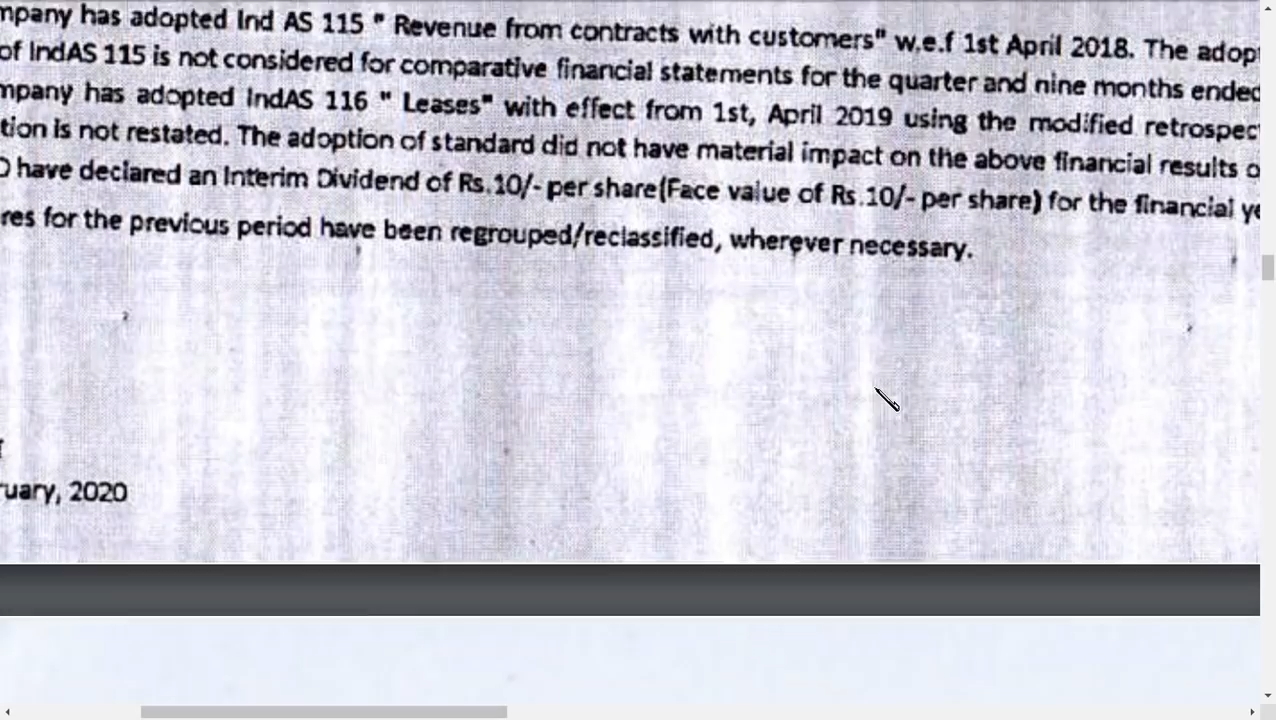 mpany has adopted Ind AS 115 " Revenue from contracts with customers" w.e.f 1st April 2018. The adop
of IndAS 115 is not considered for comparative financial statements for the quarter and nine months ended
mpany has adopted IndAS 116 " Leases" with effect from 1st, April 2019 using the modified retrospec
tion is not restated. The adoption of standard did not have material impact on the above financial results o
D have declared an Interim Dividend of Rs.10/- per share(Face value of Rs.10/- per share) for the financial ye
res for the previous period have been regrouped/reclassified, wherever necessary.
ruary, 2020